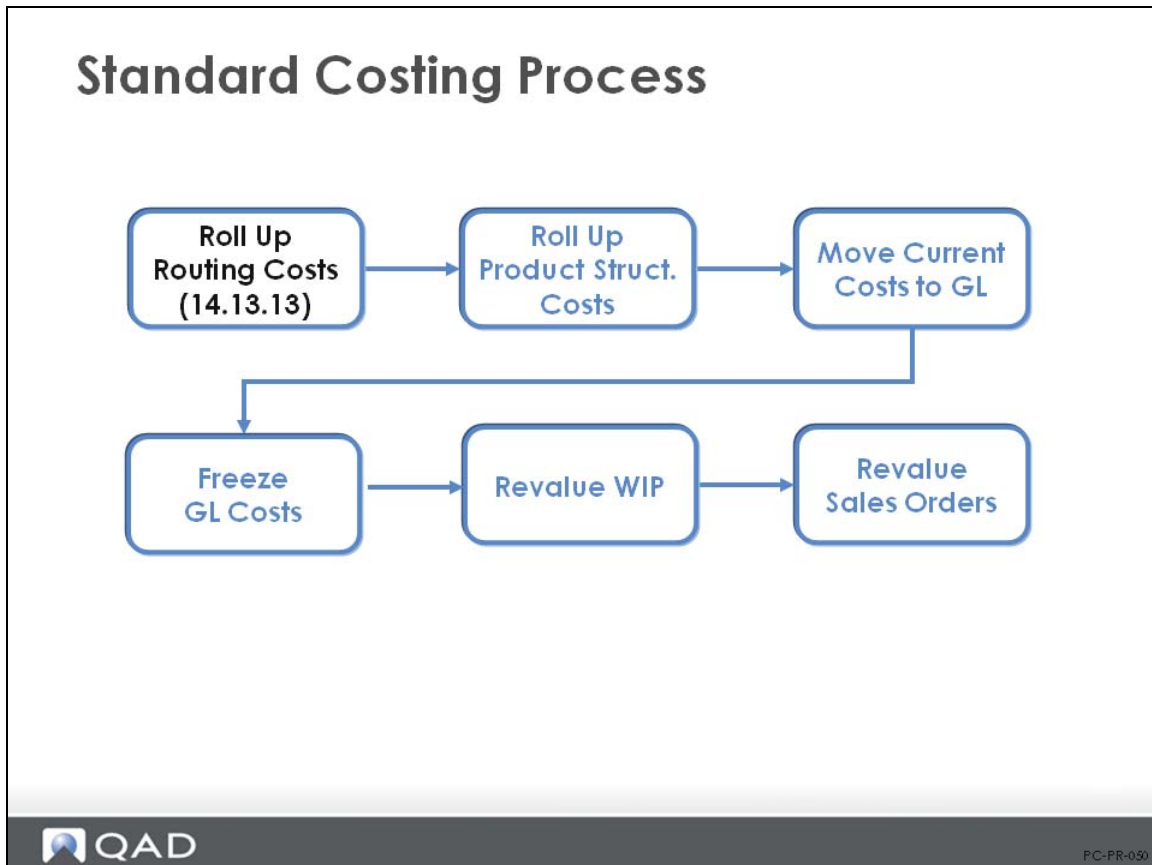 Standard Costing Process
Roll Up
Routing Costs
(14.13.13)
Roll Up
Product Struct.
Costs
Move Current
Costs to GL
Freeze
GL Costs
Revalue WIP
Revalue
Sales Orders
QAD
PC-PR-050